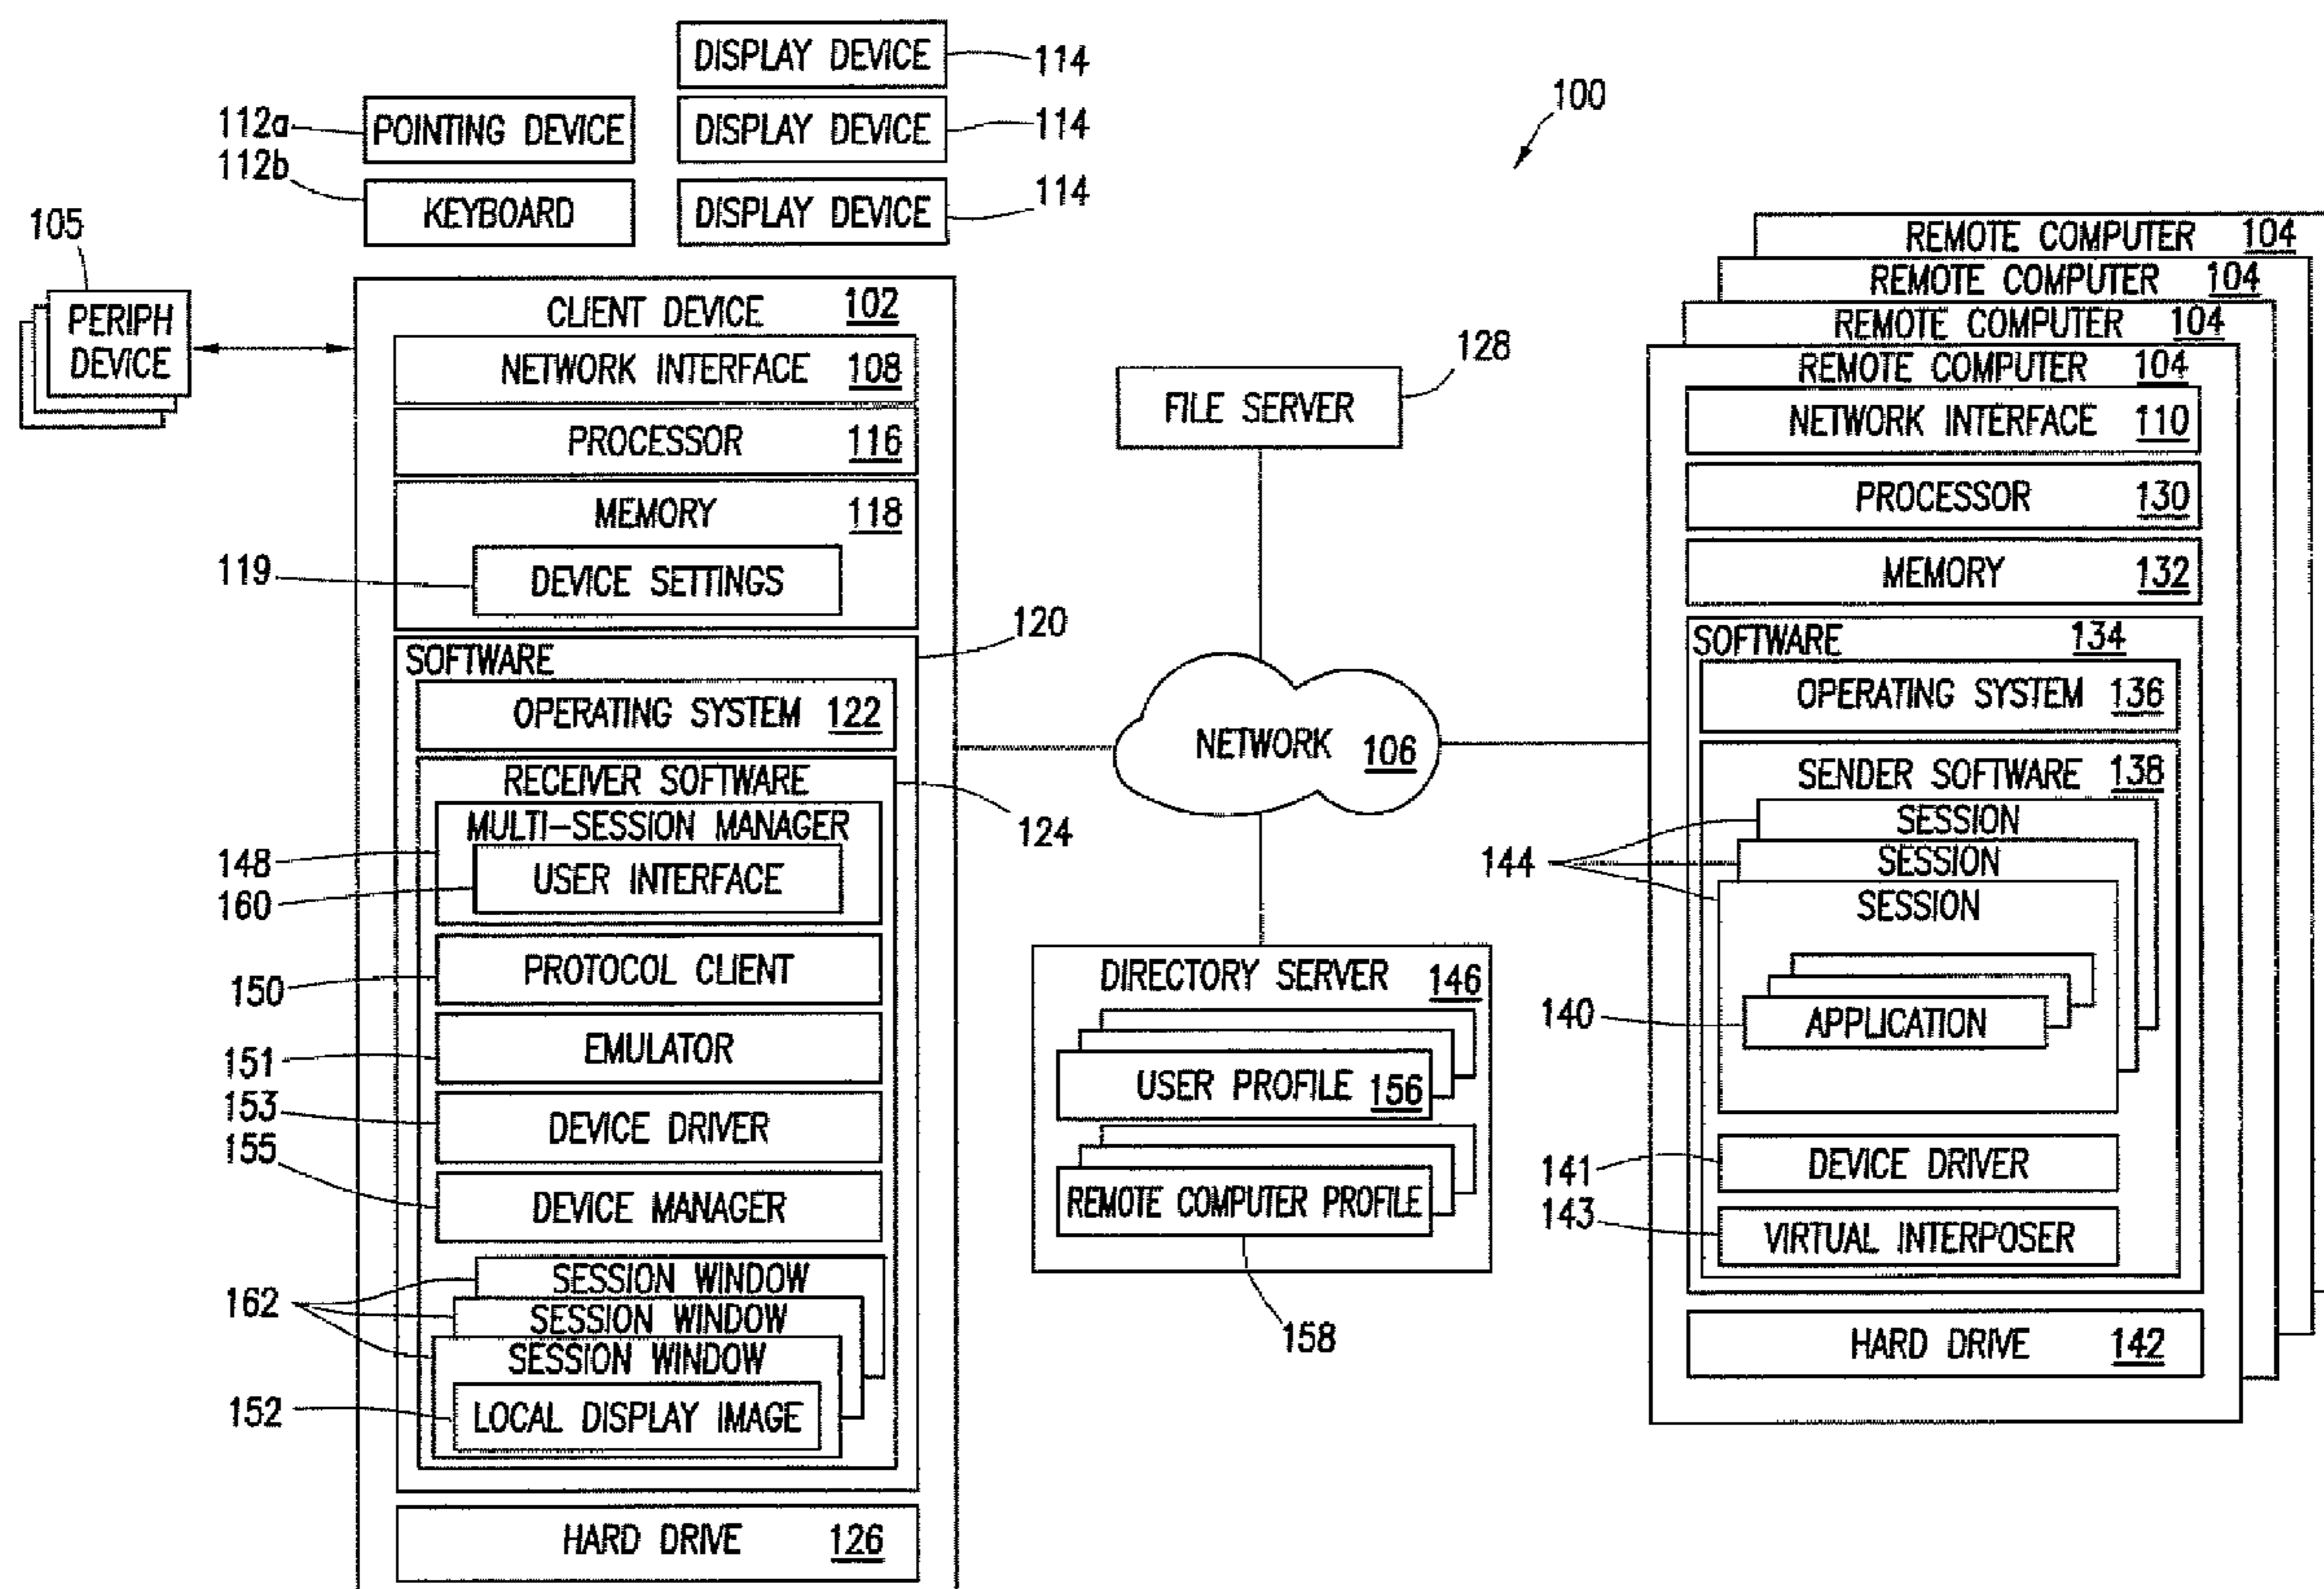 DISPLAY DEVICE 114
112a POINTING DEVICE DISPLAY DEVICE 114
112b KEYBOARD DISPLAY DEVICE 114
100
105
PERIPH
DEVICE
CLIENT DEVICE 102
NETWORK INTERFACE 108
PROCESSOR 116
MEMORY 118
119 DEVICE SETTINGS
120
SOFTWARE
OPERATING SYSTEM 122
RECEIVER SOFTWARE
124
MULTI-SESSION MANAGER
148
USER INTERFACE
160
PROTOCOL CLIENT
150
EMULATOR
151
153
DEVICE DRIVER
155
DEVICE MANAGER
SESSION WINDOW
162
SESSION WINDOW
SESSION WINDOW
152 LOCAL DISPLAY IMAGE
HARD DRIVE 126
128
FILE SERVER
NETWORK 106
DIRECTORY SERVER 146
USER PROFILE 156
REMOTE COMPUTER PROFILE
158
REMOTE COMPUTER 104
REMOTE COMPUTER 104
REMOTE COMPUTER 104
REMOTE COMPUTER 104
NETWORK INTERFACE 110
PROCESSOR 130
MEMORY 132
SOFTWARE 134
OPERATING SYSTEM 136
SENDER SOFTWARE 138
SESSION
144 SESSION
SESSION
140 APPLICATION
141 DEVICE DRIVER
143 VIRTUAL INTERPOSER
HARD DRIVE 142